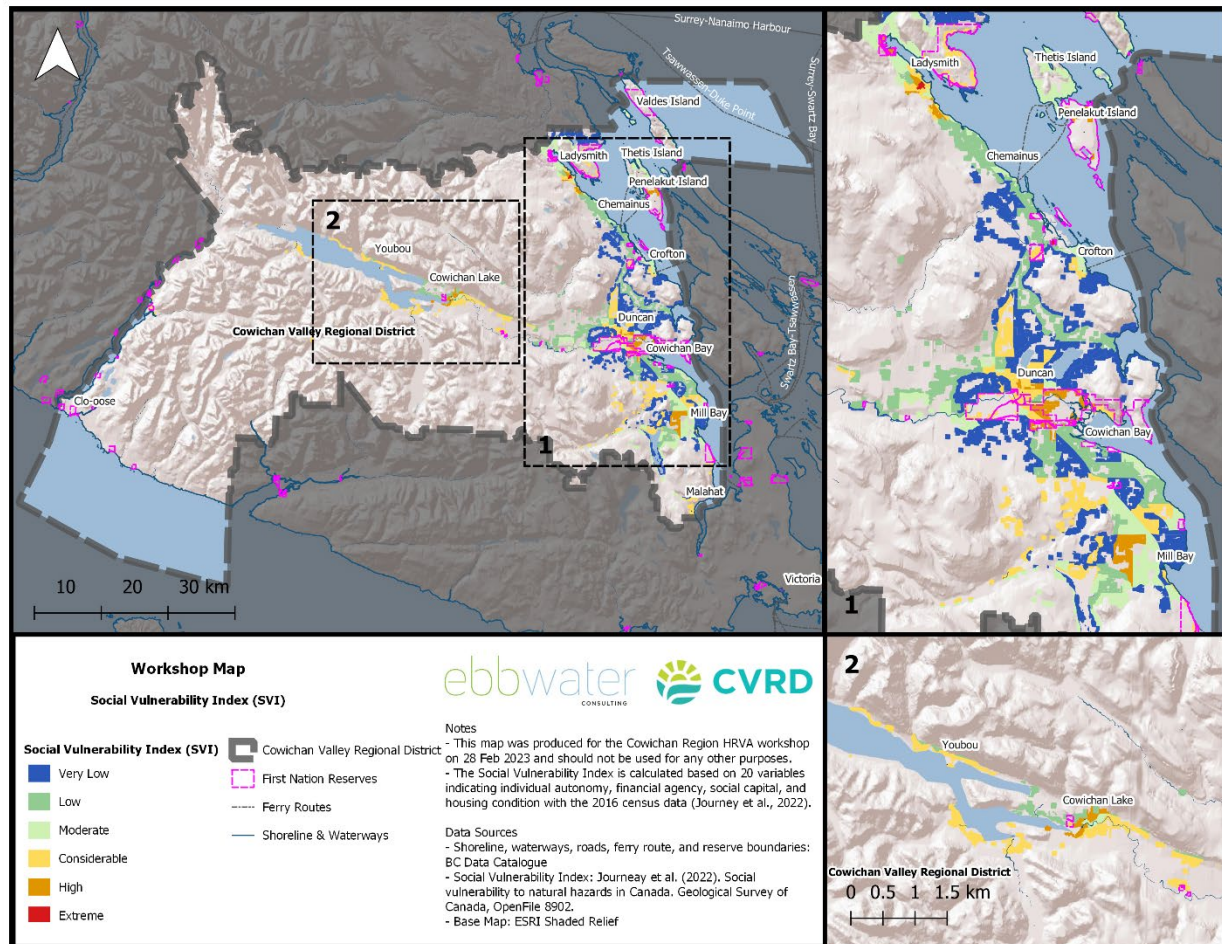 Surrey-Nanaimo Harbour
Tsawwassen-Duke Point
Surrey-Swartz Bay
Valdes Island
Ladysmith
Thetis Island
Penelakut Island
Chemainus
2
Youbou
Crofton
Cowichan Lake
Swartz Bay-Tsawwassen
Duncan
Cowichan Valley Regional District
Cowichan Bay
Clo-oose
Mill Bay
1
Malahat
Victoria
10 20 30 km
Ladysmith
Thetis Island
Penelakut Island
Chemainus
Crofton
Duncan
Cowichan Bay
Mill Bay
1
Workshop Map
Social Vulnerability Index (SVI)
Social Vulnerability Index (SVI)
Very Low
Low
Moderate
Considerable
High
Extreme
Cowichan Valley Regional District
First Nation Reserves
Ferry Routes
Shoreline & Waterways
ebbwater
CONSULTING
CVRD
Notes
- This map was produced for the Cowichan Region HRVA workshop
on 28 Feb 2023 and should not be used for any other purposes.
- The Social Vulnerability Index is calculated based on 20 variables
indicating individual autonomy, financial agency, social capital, and
housing condition with the 2016 census data (Journey et al., 2022).
Data Sources
- Shoreline, waterways, roads, ferry route, and reserve boundaries:
BC Data Catalogue
- Social Vulnerability Index: Journeay et al. (2022). Social
vulnerability to natural hazards in Canada. Geological Survey of
Canada, OpenFile 8902.
- Base Map: ESRI Shaded Relief
2
Youbou
Cowichan Lake
Cowichan Valley Regional District
0 0.5 1 1.5 km